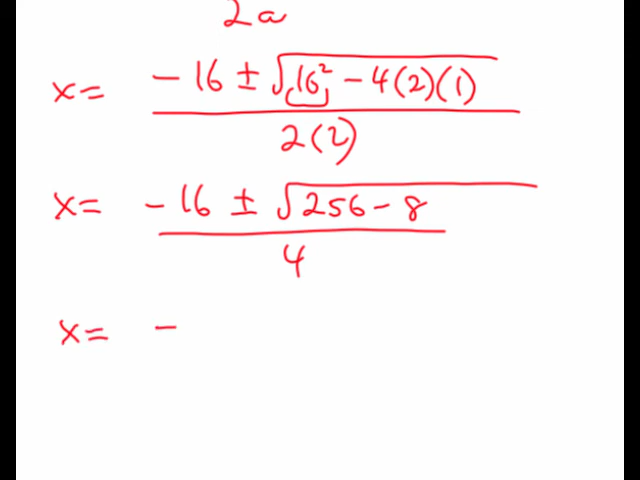 2a
x= -16 ± √16² - 4(2)(1)
2(2)
x= -16 ± √256 - 8
4
x= -